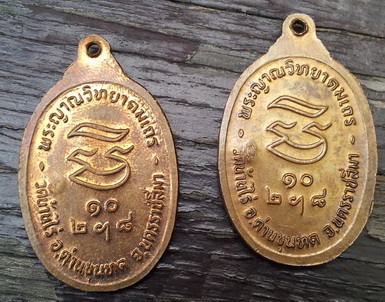 - พระญาณวิทยาคมเถร -
๑๐
๒ ๑ ๘
วัดบ้านไร่ อ.ด่านขุนทด จ.นครราชสีมา
- พระญาณวิทยาคมเถร -
๑๐
๒ ๑ ๘
วัดบ้านไร่ อ.ด่านขุนทด จ.นครราชสีมา